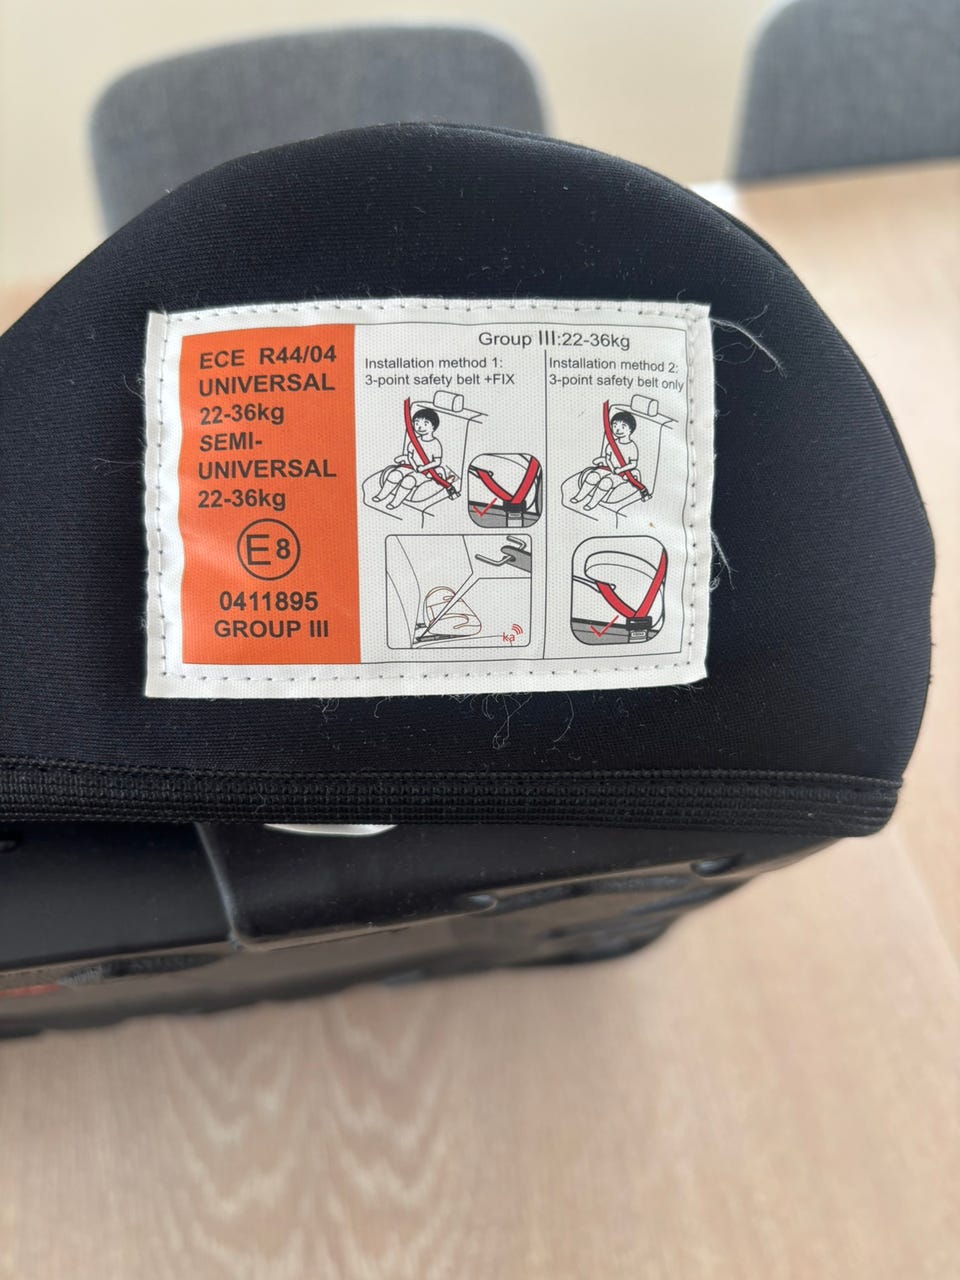 ECE R44/04
UNIVERSAL
22-36kg
SEMI-
UNIVERSAL
22-36kg
E8
0411895
GROUP III
Group III:22-36kg
Installation method 1:
3-point safety belt +FIX
Installation method 2:
3-point safety belt only